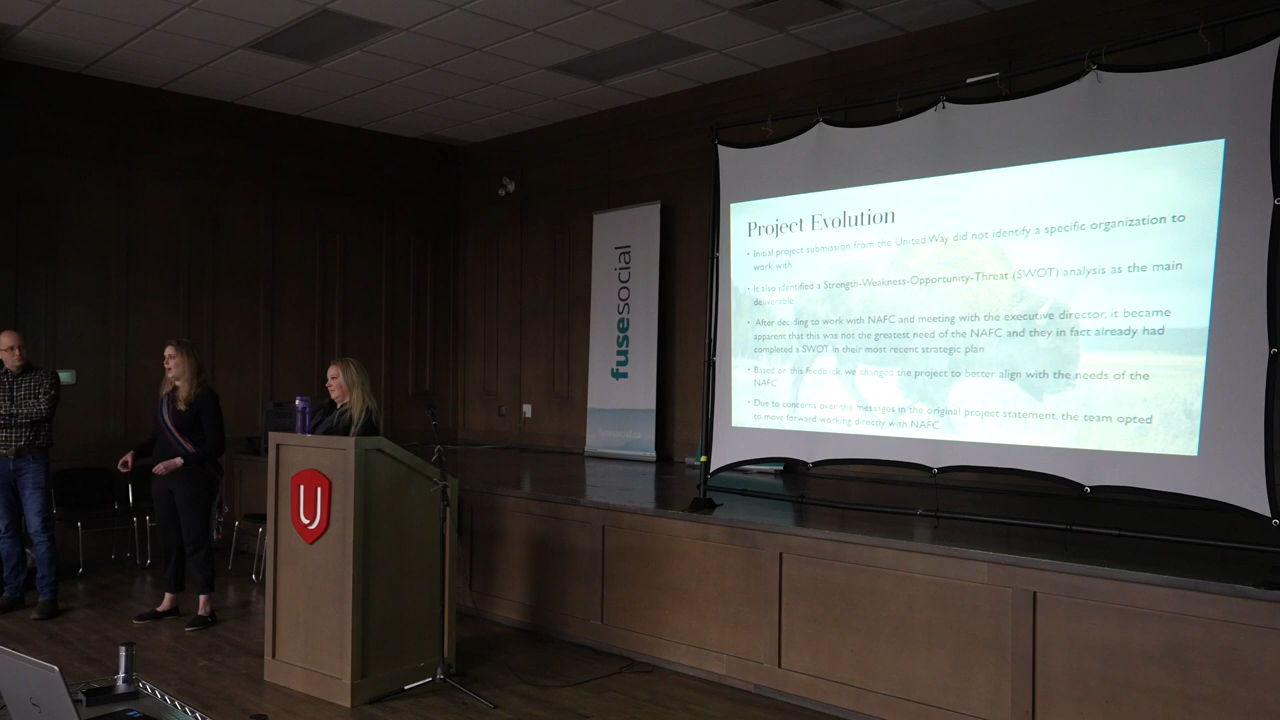 Project Evolution
• Initial project submission from the United Way did not identify a specific organization to
work with
• It also identified a Strength-Weakness-Opportunity-Threat (SWOT) analysis as the main
deliverable
• After deciding to work with NAFC and meeting with the executive director, it became
apparent that this was not the greatest need of the NAFC and they in fact already had
completed a SWOT in their most recent strategic plan
• Based on this feedback, we changed the project to better align with the needs of the
NAFC
• Due to concerns over the messages in the original project statement, the team opted
to move forward working directly with NAFC
fusesocial
fusesocial.ca
U